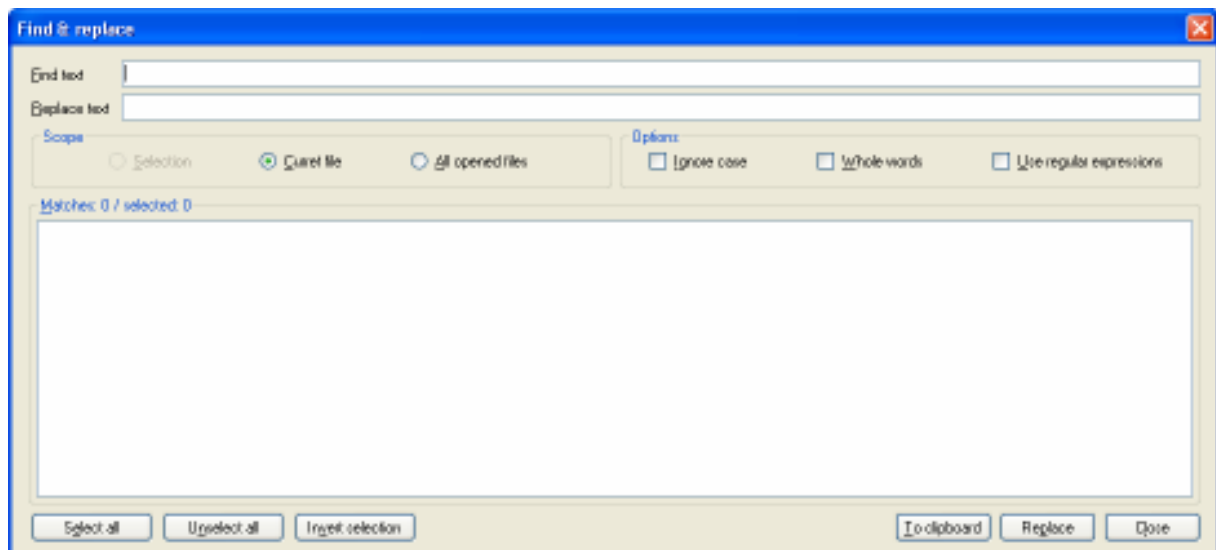 Find & replace
Find text
Replace text
Scope
Selection
Curret file
All opened files
Options
Ignore case
Whole words
Use regular expressions
Matches: 0 / selected: 0
Select all
Unselect all
Invert selection
To clipboard
Replace
Close